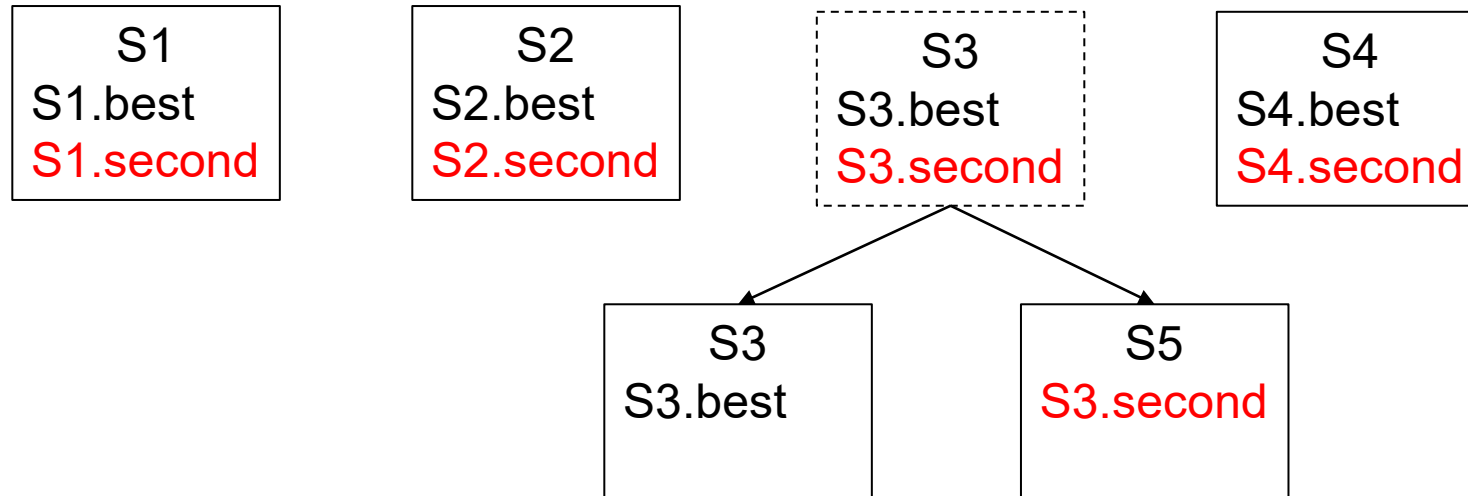 S1
S1.best
S1.second
S2
S2.best
S2.second
S3
S3.best
S3.second
S4
S4.best
S4.second
S3
S3.best
S5
S3.second